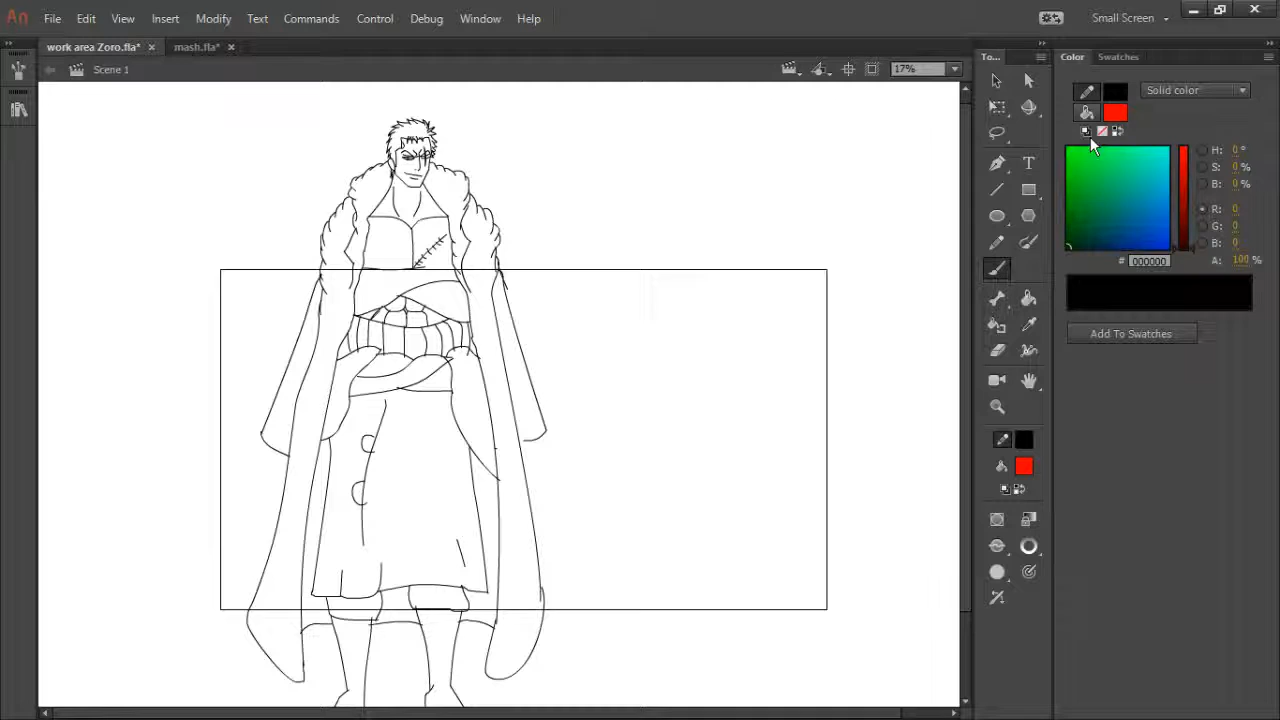 An File Edit View Insert Modify Text Commands Control Debug Window Help Small Screen
work area Zoro.fla* × mash.fla* × To... Color Swatches
Scene 1 17%
Solid color
T
H: 0 °
S: 0 %
B: 0 %
R: 0
G: 0
B: 0
# 000000 A: 100 %
Add To Swatches